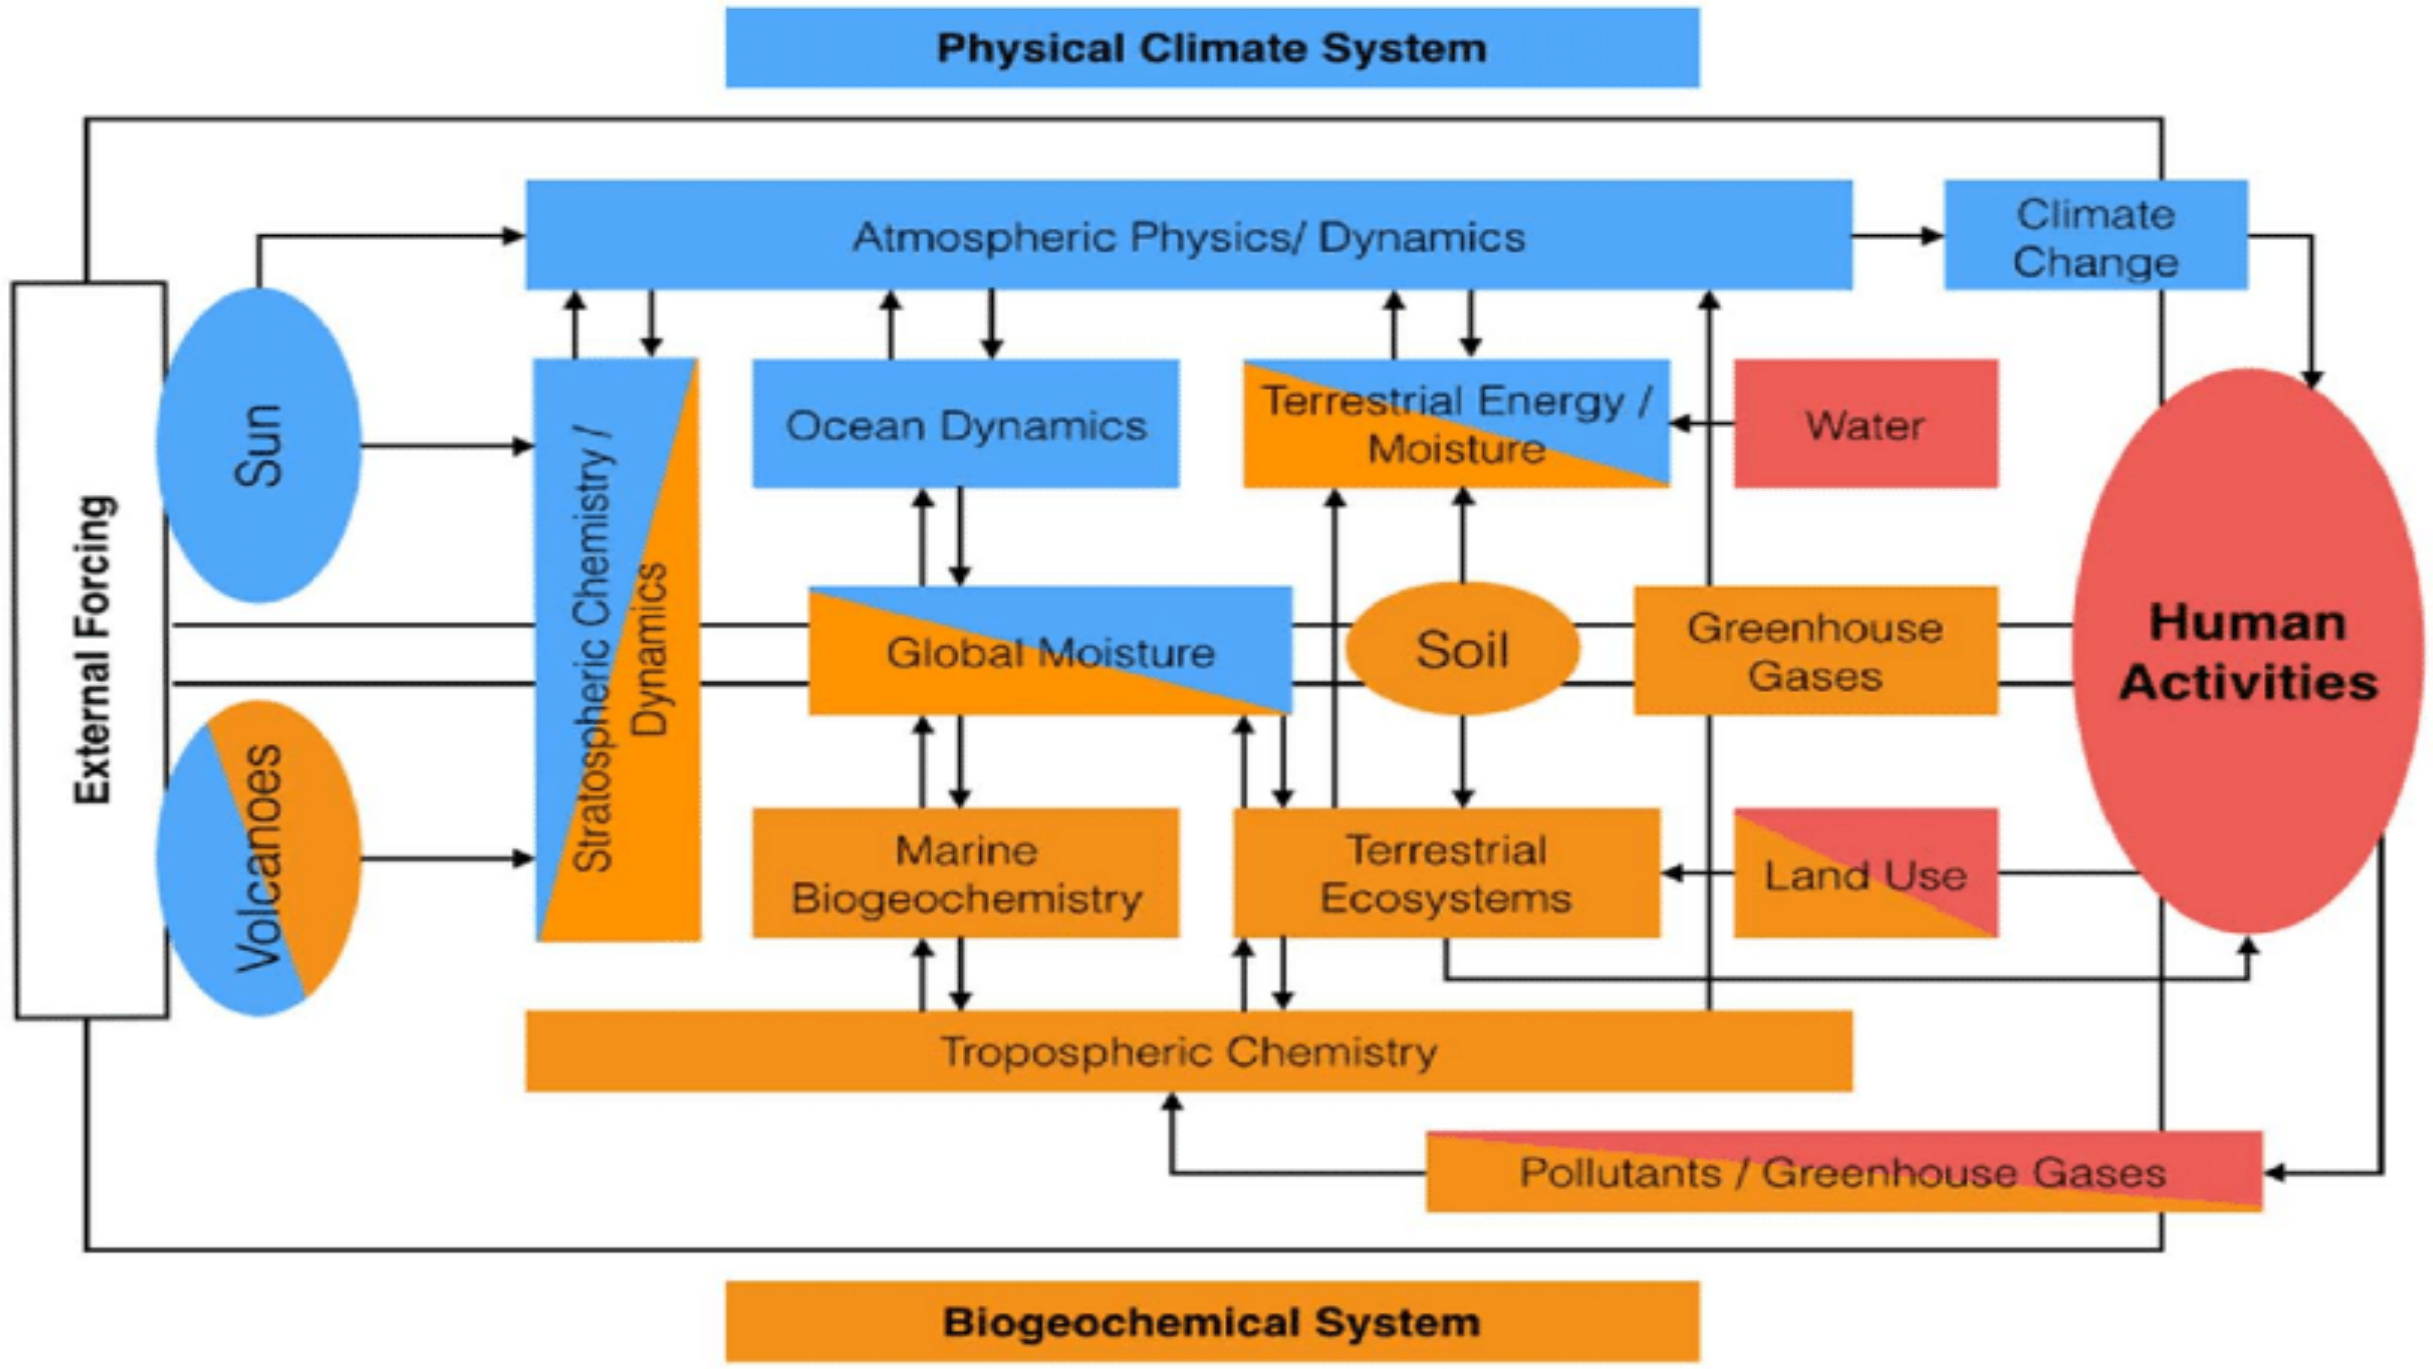 Physical Climate System
Atmospheric Physics/ Dynamics
Climate
Change
External Forcing
Sun
Volcanoes
Stratospheric Chemistry /
Dynamics
Ocean Dynamics
Terrestrial Energy /
Moisture
Water
Global Moisture
Soil
Greenhouse
Gases
Human
Activities
Marine
Biogeochemistry
Terrestrial
Ecosystems
Land Use
Tropospheric Chemistry
Pollutants / Greenhouse Gases
Biogeochemical System